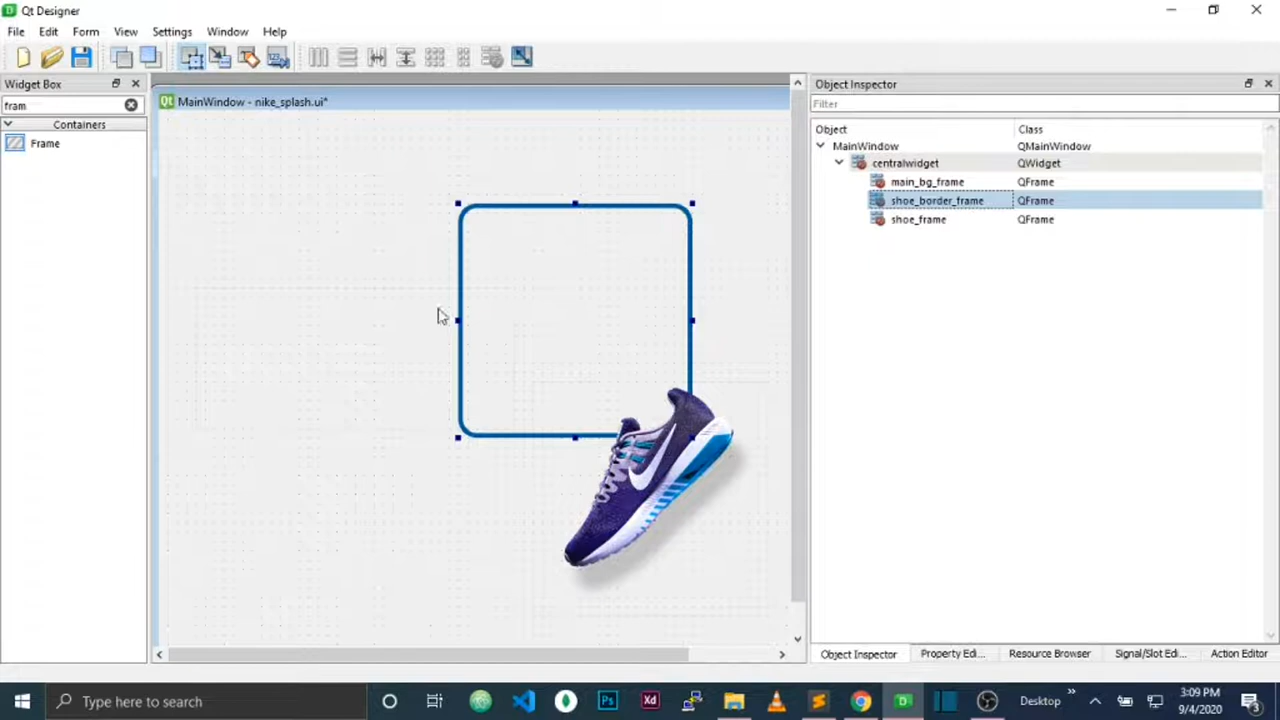 Qt Designer
File Edit Form View Settings Window Help
Widget Box
fram
Containers
Frame
MainWindow - nike_splash.ui*
Object Inspector
Filter
Object Class
MainWindow QMainWindow
centralwidget QWidget
main_bg_frame QFrame
shoe_border_frame QFrame
shoe_frame QFrame
Object Inspector Property Edi... Resource Browser Signal/Slot Edi... Action Editor
Type here to search
Desktop
3:09 PM
9/4/2020